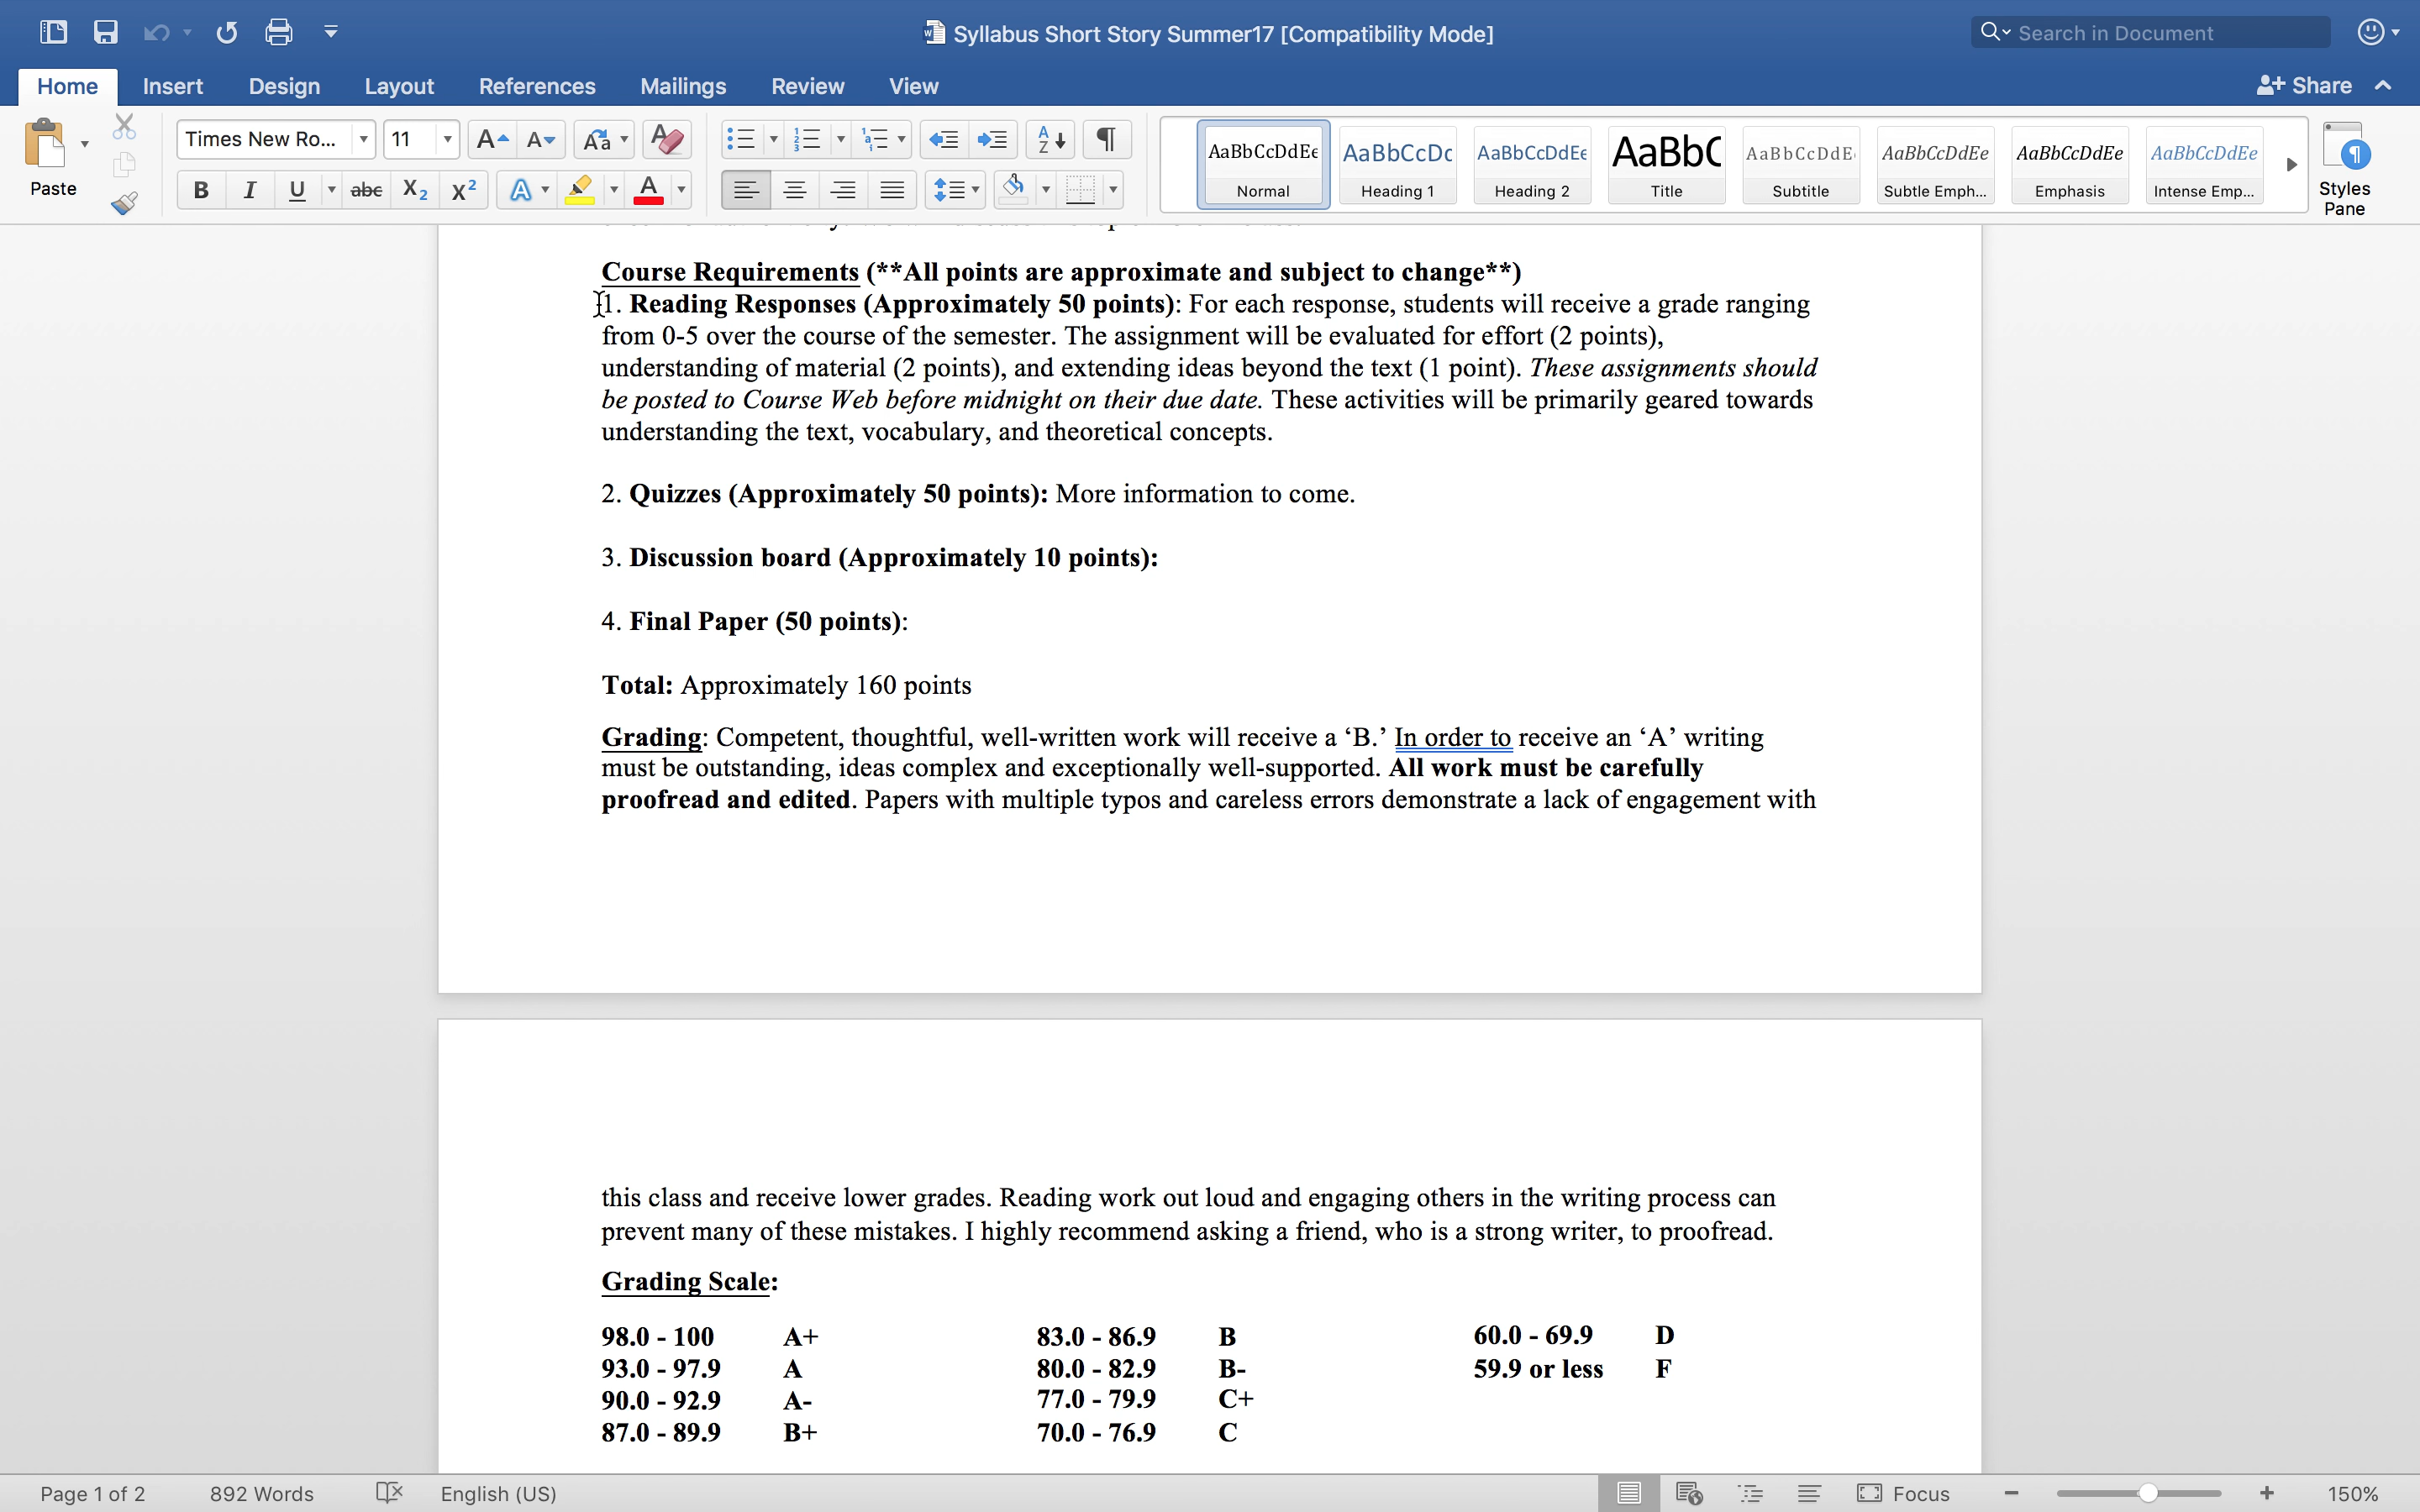 Syllabus Short Story Summer17 [Compatibility Mode]
Search in Document
Home Insert Design Layout References Mailings Review View
Share
Paste
Times New Ro... 11
AaBbCcDdEe AaBbCcDc AaBbCcDdEe AaBbC AaBbCcDdE AaBbCcDdEe AaBbCcDdEe AaBbCcDdEe
Normal Heading 1 Heading 2 Title Subtitle Subtle Emph... Emphasis Intense Emp...
Styles
Pane
Course Requirements (**All points are approximate and subject to change**)
1. Reading Responses (Approximately 50 points): For each response, students will receive a grade ranging
from 0-5 over the course of the semester. The assignment will be evaluated for effort (2 points),
understanding of material (2 points), and extending ideas beyond the text (1 point). These assignments should
be posted to Course Web before midnight on their due date. These activities will be primarily geared towards
understanding the text, vocabulary, and theoretical concepts.
2. Quizzes (Approximately 50 points): More information to come.
3. Discussion board (Approximately 10 points):
4. Final Paper (50 points):
Total: Approximately 160 points
Grading: Competent, thoughtful, well-written work will receive a ‘B.’ In order to receive an ‘A’ writing
must be outstanding, ideas complex and exceptionally well-supported. All work must be carefully
proofread and edited. Papers with multiple typos and careless errors demonstrate a lack of engagement with
this class and receive lower grades. Reading work out loud and engaging others in the writing process can
prevent many of these mistakes. I highly recommend asking a friend, who is a strong writer, to proofread.
Grading Scale:
98.0 - 100 A+ 83.0 - 86.9 B 60.0 - 69.9 D
93.0 - 97.9 A 80.0 - 82.9 B- 59.9 or less F
90.0 - 92.9 A- 77.0 - 79.9 C+
87.0 - 89.9 B+ 70.0 - 76.9 C
Page 1 of 2 892 Words English (US) Focus 150%